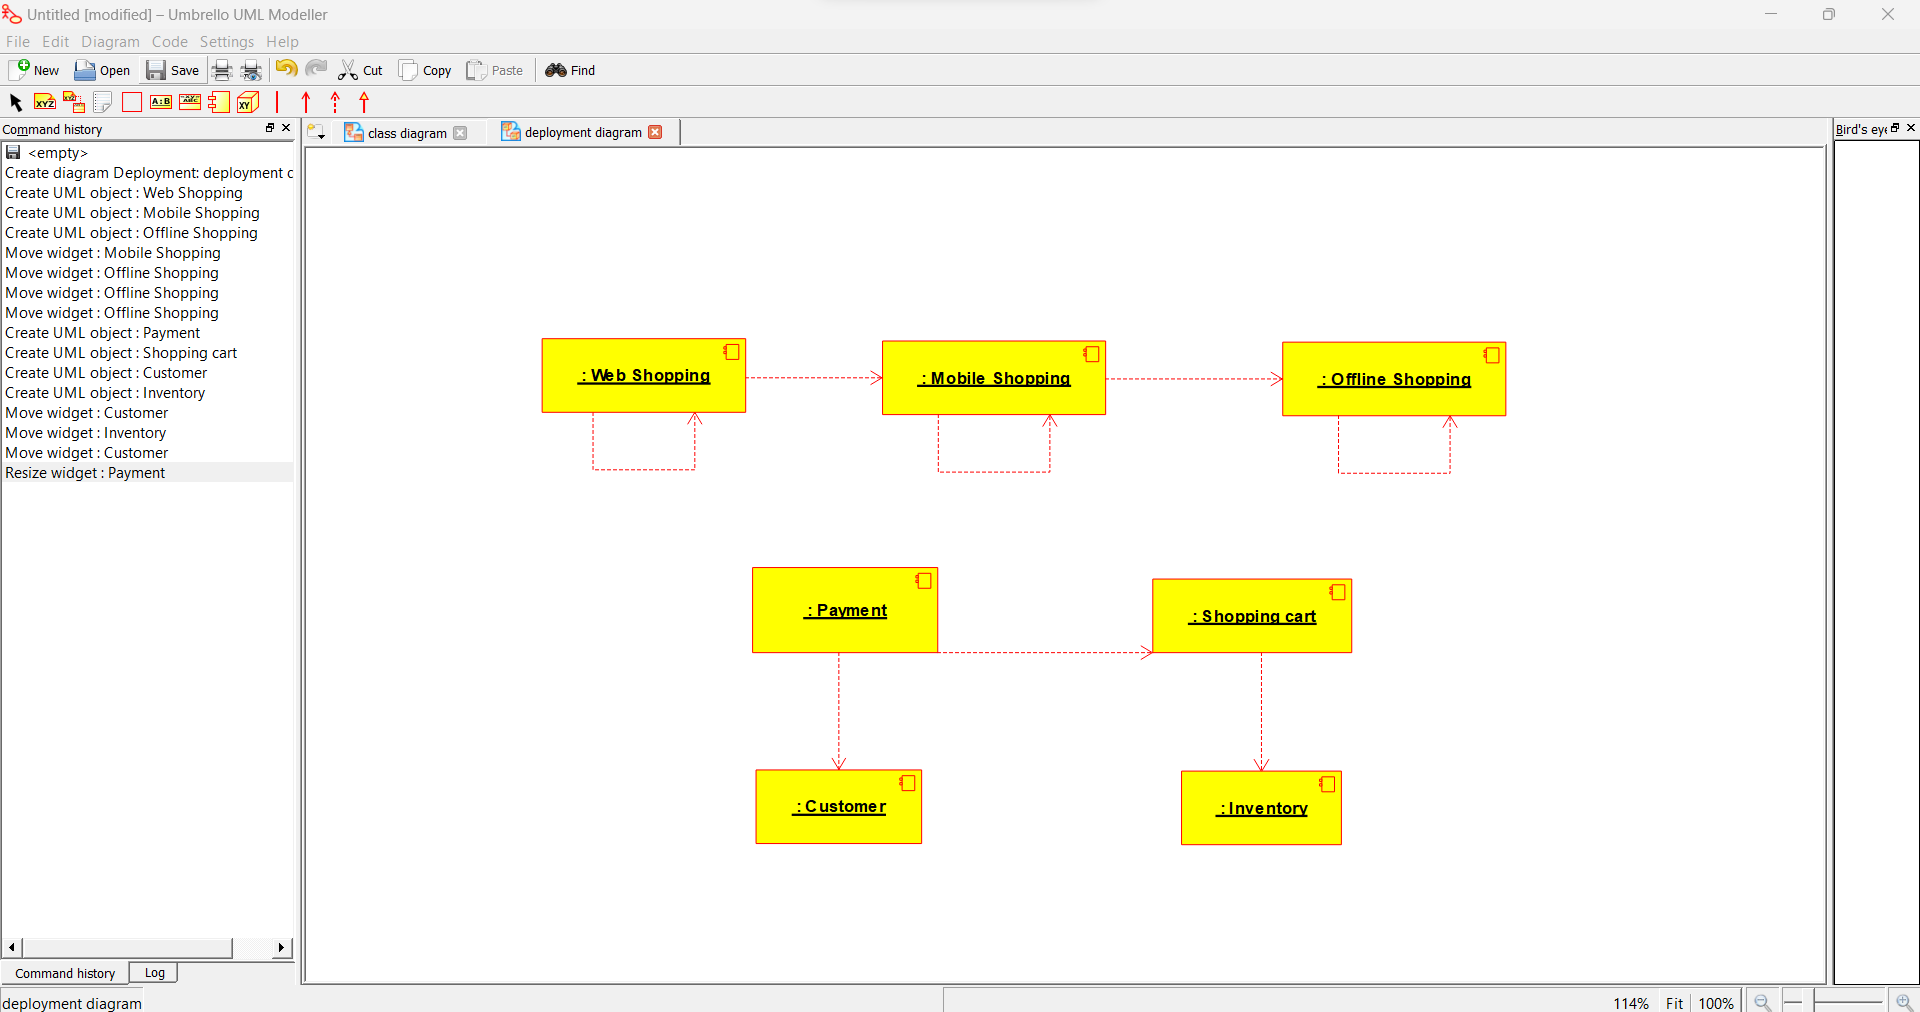 Untitled [modified] – Umbrello UML Modeller
File Edit Diagram Code Settings Help
New Open Save Cut Copy Paste Find
XYZ XYZ A:B ABC XY
Command history
class diagram deployment diagram
Bird's eye
<empty>
Create diagram Deployment: deployment d
Create UML object : Web Shopping
Create UML object : Mobile Shopping
Create UML object : Offline Shopping
Move widget : Mobile Shopping
Move widget : Offline Shopping
Move widget : Offline Shopping
Move widget : Offline Shopping
Create UML object : Payment
Create UML object : Shopping cart
Create UML object : Customer
Create UML object : Inventory
Move widget : Customer
Move widget : Inventory
Move widget : Customer
Resize widget : Payment
: Web Shopping
: Mobile Shopping
: Offline Shopping
: Payment
: Shopping cart
: Customer
: Inventory
Command history Log
deployment diagram
114% Fit 100%